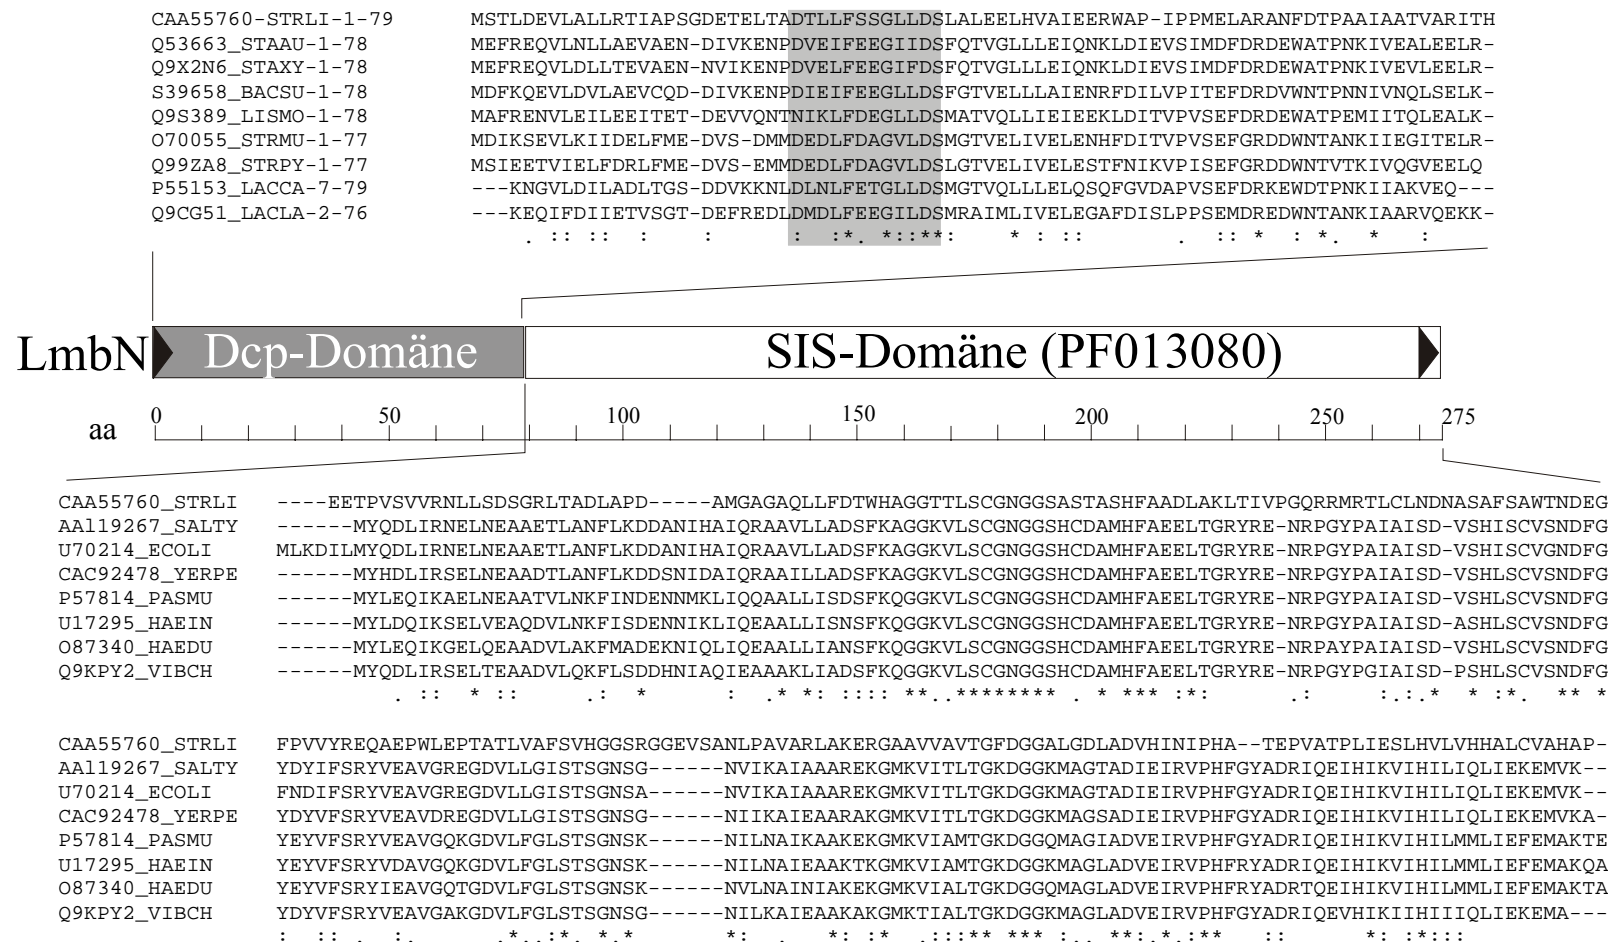 CAA55760-STRLI-1-79 MSTLDEVLALLRTIAPSGDETELTADTLLFSSGLLDSLALEELHVAIEERWAP-IPPMELARANFDTPAAIAATVARITH
Q53663_STAAU-1-78 MEFREQVLNLLAEVAEN-DIVKENPDVEIFEEGIIDSFQTVGLLLEIQNKLDIEVSIMDFDRDEWATPNKIVEALEELR-
Q9X2N6_STAXY-1-78 MEFREQVLDLLTEVAEN-NVIKENPDVELFEEGIFDSFQTVGLLLEIQNKLDIEVSIMDFDRDEWATPNKIVEVLEELR-
S39658_BACSU-1-78 MDFKQEVLDVLAEVCQD-DIVKENPDIEIFEEGLLDSFGTVELLLAIENRFDILVPITEFDRDVWNTPNNIVNQLSELK-
Q9S389_LISMO-1-78 MAFRENVLEILEEITET-DEVVQNTNIKLFDEGLLDSMATVQLLIEIEEKLDITVPVSEFDRDEWATPEMIITQLEALK-
O70055_STRMU-1-77 MDIKSEVLKIIDELFME-DVS-DMMDEDLFDAGVLDSMGTVELIVELENHFDITVPVSEFGRDDWNTANKIIEGITELR-
Q99ZA8_STRPY-1-77 MSIEETVIELFDRLFME-DVS-EMMDEDLFDAGVLDSLGTVELIVELESTFNIKVPISEFGRDDWNTVTKIVQGVEELQ
P55153_LACCA-7-79 ---KNGVLDILADLTGS-DDVKKNLDLNLFETGLLDSMGTVQLLLELQSQFGVDAPVSEFDRKEWDTPNKIIAKVEQ---
Q9CG51_LACLA-2-76 ---KEQIFDIIETVSGT-DEFREDLDMDLFEEGILDSMRAIMLIVELEGAFDISLPPSEMDREDWNTANKIAARVQEKK-
. :: :: : : : :*. *::**: * : :: . :: * : *. * :
LmbN Dcp-Domäne SIS-Domäne (PF013080)
aa 0 50 100 150 200 250 275
CAA55760_STRLI ----EETPVSVVRNLLSDSGRLTADLAPD-----AMGAGAQLLFDTWHAGGTTLSCGNGGSASTASHFAADLAKLTIVPGQRRMRTLCLNDNASAFSAWTNDEG
AAl19267_SALTY ------MYQDLIRNELNEAAETLANFLKDDANIHAIQRAAVLLADSFKAGGKVLSCGNGGSHCDAMHFAEELTGRYRE-NRPGYPAIAISD-VSHISCVSNDFG
U70214_ECOLI MLKDILMYQDLIRNELNEAAETLANFLKDDANIHAIQRAAVLLADSFKAGGKVLSCGNGGSHCDAMHFAEELTGRYRE-NRPGYPAIAISD-VSHISCVGNDFG
CAC92478_YERPE ------MYHDLIRSELNEAADTLANFLKDDSNIDAIQRAAILLADSFKAGGKVLSCGNGGSHCDAMHFAEELTGRYRE-NRPGYPAIAISD-VSHLSCVSNDFG
P57814_PASMU ------MYLEQIKAELNEAATVLNKFINDENNMKLIQQAALLISDSFKQGGKVLSCGNGGSHCDAMHFAEELTGRYRE-NRPGYPAIAISD-VSHLSCVSNDFG
U17295_HAEIN ------MYLDQIKSELVEAQDVLNKFISDENNIKLIQEAALLISNSFKQGGKVLSCGNGGSHCDAMHFAEELTGRYRE-NRPGYPAIAISD-ASHLSCVSNDFG
O87340_HAEDU ------MYLEQIKGELQEAADVLAKFMADEKNIQLIQEAALLIANSFKQGGKVLSCGNGGSHCDAMHFAEELTGRYRE-NRPAYPAIAISD-VSHLSCVSNDFG
Q9KPY2_VIBCH ------MYQDLIRSELTEAADVLQKFLSDDHNIAQIEAAAKLIADSFKQGGKVLSCGNGGSHCDAMHFAEELTGRYRE-NRPGYPGIAISD-PSHLSCVSNDFG
. :: * :: .: * : .* *: :::: ** .********* . * *** :: .: :.:.* * :*. ** *
CAA55760_STRLI FPVVYREQAEPWLEPTATLVAFSVHGGSRGGEVSANLPAVARLAKERGAAVVAVTGFDGGALGDLADVHINIPHA--TEPVATPLIESLHVLVHHALCVAHAP-
AAl19267_SALTY YDYIFSRYVEAVGREGDVLLGISTSGNSG------NVIKAIAAAREKGMKVITLTGKDGGKMAGTADIEIRVPHFGYADRIQEIHIKVIHILIQLIEKEMVK--
U70214_ECOLI FNDIFSRYVEAVGREGDVLLGISTSGNSA------NVIKAIAAAREKGMKVITLTGKDGGKMAGTADIEIRVPHFGYADRIQEIHIKVIHILIQLIEKEMVK--
CAC92478_YERPE YDYVFSRYVEAVDREGDVLLGISTSGNSG------NIIKAIEAARAKGMKVITLTGKDGGKMAGSADIEIRVPHFGYADRIQEIHIKVIHILIQLIEKEMVKA-
P57814_PASMU YEYVFSRYVEAVGQKGDVLFGLSTSGNSK------NILNAIKAAKEKGMKVIAMTGKDGGQMAGIADVEIRVPHFGYADRIQEIHIKVIHILMMLIEFEMAKTE
U17295_HAEIN YEYVFSRYVDAVGQKGDVLFGLSTSGNSK------NILNAIEAAKTKGMKVIAMTGKDGGKMAGLADVEIRVPHFRYADRIQEIHIKVIHILMMLIEFEMAKQA
O87340_HAEDU YEYVFSRYIEAVGQTGDVLFGLSTSGNSK------NVLNAINIAKEKGMKVIALTGKDGGQMAGLADVEIRVPHFRYADRTQEIHIKVIHILMMLIEFEMAKTA
Q9KPY2_VIBCH YDYVFSRYVEAVGAKGDVLFGLSTSGNSG------NILKAIEAAKAKGMKTIALTGKDGGKMAGLADVEIRVPHFGYADRIQEVHIKIIHIIIQLIEKEMA---
: :: . :. *..:* *. * *: *: :* .:::** *** :.. **:.*.:** :: *: *:::